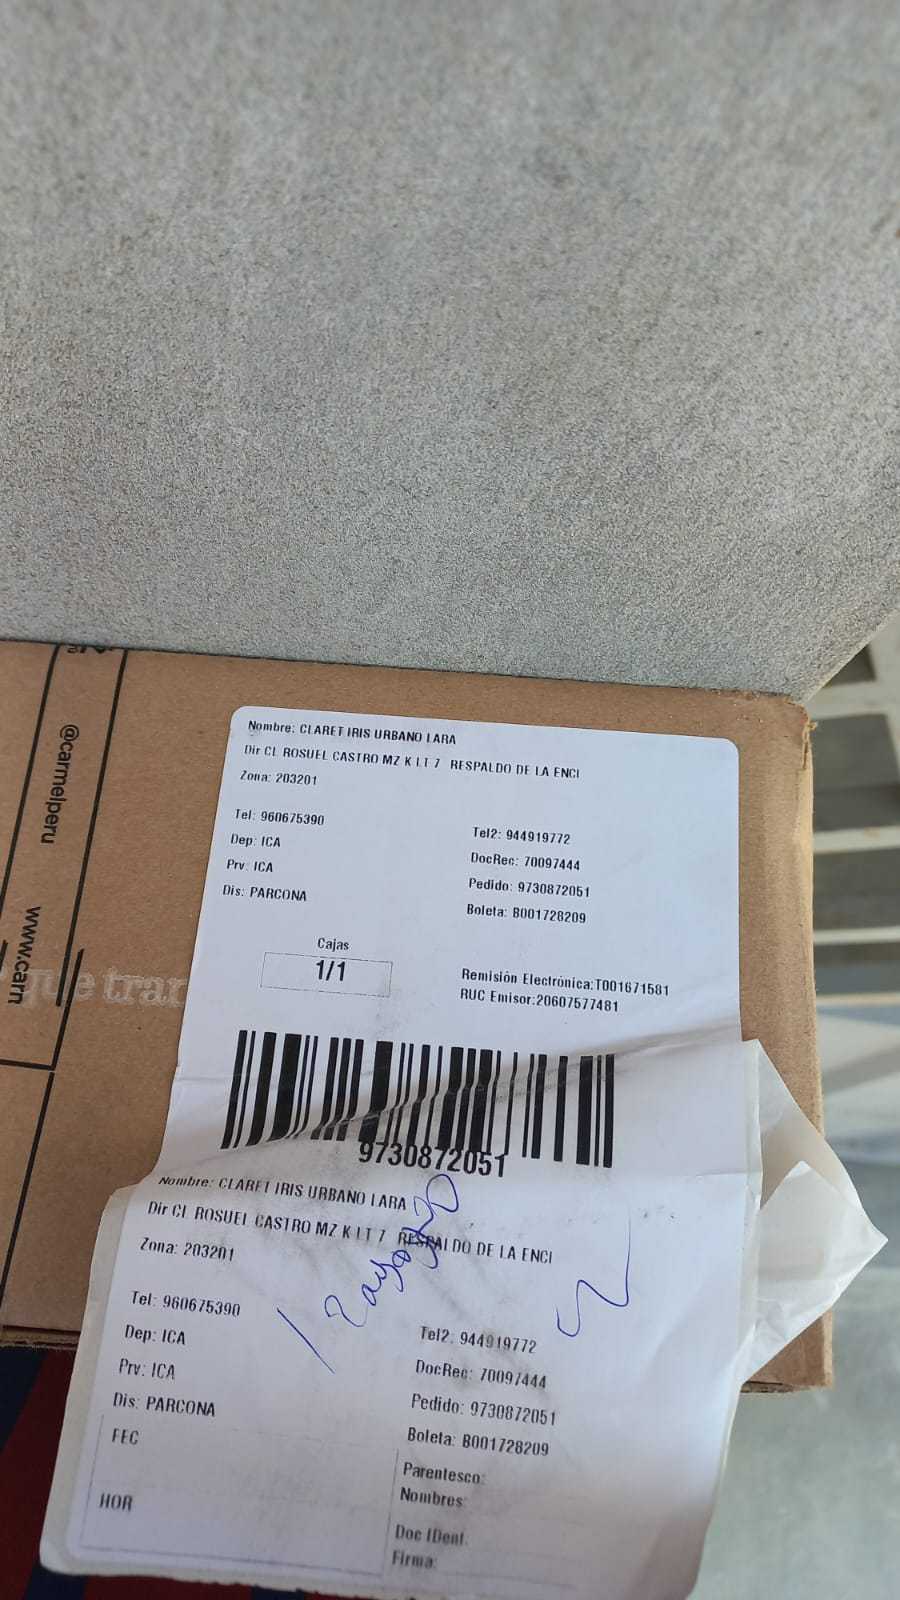 @carmelperu
www.carm
que tran
Nombre: CLARET IRIS URBANO LARA
Dir CL ROSUEL CASTRO MZ K LT 7 RESPALDO DE LA ENCI
Zona: 203201
Tel: 960675390
Tel2: 944919772
Dep: ICA
DocRec: 70097444
Prv: ICA
Pedido: 9730872051
Dis: PARCONA
Boleta: B001728209
Cajas
1/1
Remisión Electrónica:T001671581
RUC Emisor:20607577481
9730872051
Nombre: CLARET IRIS URBANO LARA
Dir CL ROSUEL CASTRO MZ K LT 7 RESPALDO DE LA ENCI
Zona: 203201
Tel: 960675390
Tel2: 944919772
Dep: ICA
DocRec: 70097444
Prv: ICA
Pedido: 9730872051
Dis: PARCONA
Boleta: B001728209
FEC
Parentesco:
Nombres:
HOR
Doc IDent.
Firma: